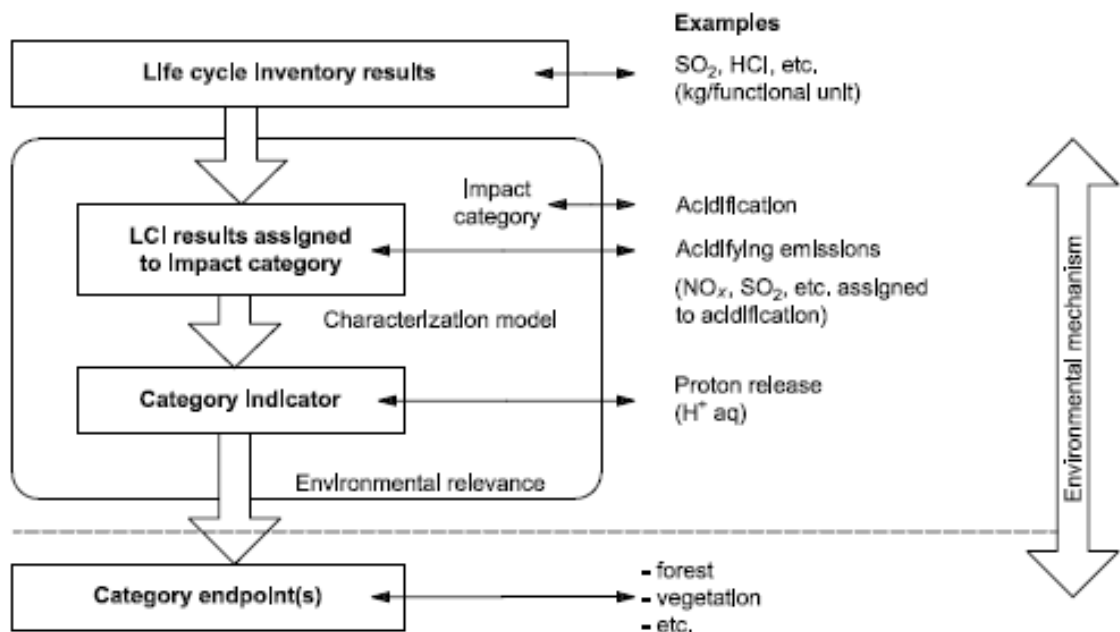 Examples
Life cycle inventory results
SO₂, HCl, etc.
(kg/functional unit)
Impact
category
Acidification
LCI results assigned
to impact category
Acidifying emissions
(NOₓ, SO₂, etc. assigned
to acidification)
Characterization model
Category indicator
Proton release
(H⁺ aq)
Environmental relevance
Environmental mechanism
Category endpoint(s)
- forest
- vegetation
- etc.